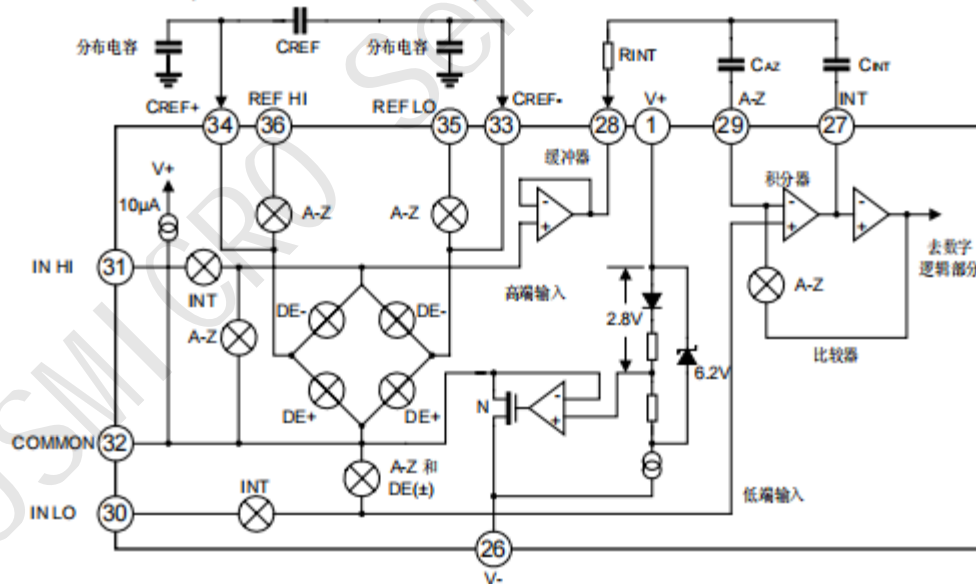 分布电容
CREF
分布电容
RINT
CAZ
CINT
CREF+
REF HI
REF LO
CREF-
V+
A-Z
INT
34
36
35
33
28
1
29
27
V+
10μA
A-Z
A-Z
缓冲器
-
+
积分器
-
+
去数字
逻辑部分
IN HI
31
INT
高端输入
A-Z
DE-
DE-
2.8V
A-Z
比较器
6.2V
DE+
DE+
N
-
+
COMMON
32
A-Z 和
DE(±)
INT
低端输入
IN LO
30
26
V-